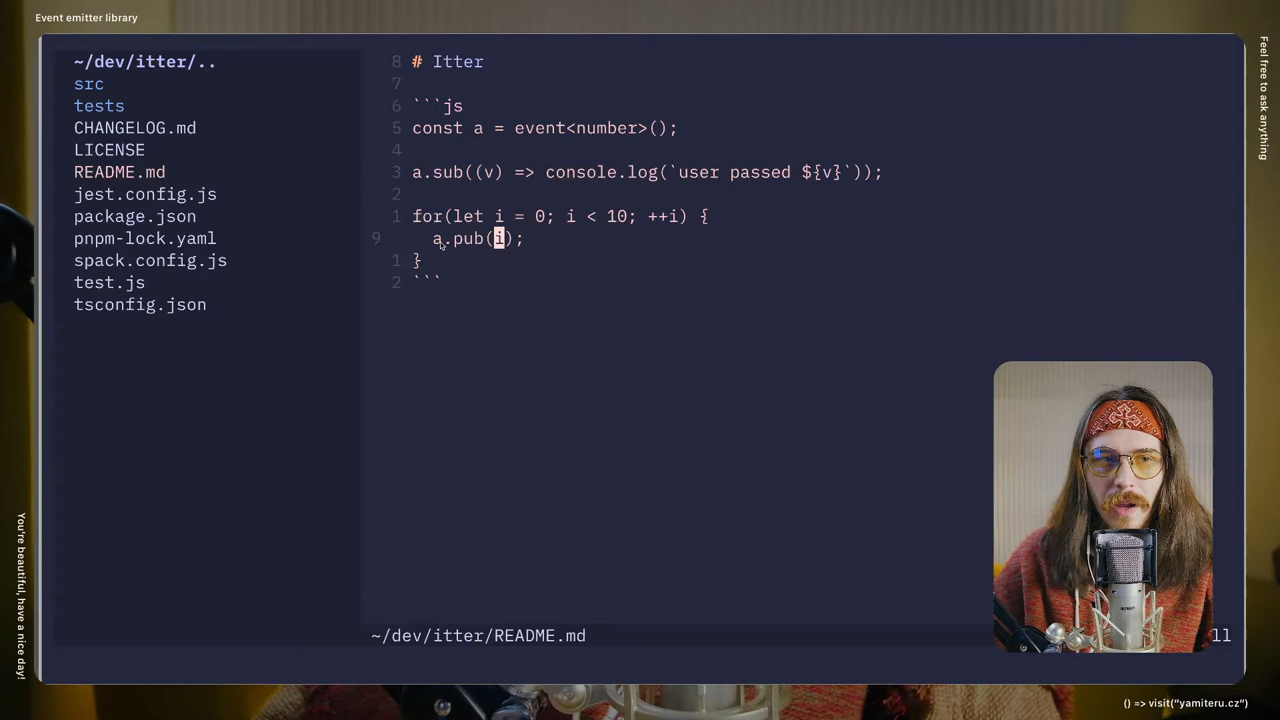 Event emitter library
Feel free to ask anything
~/dev/itter/..
src
tests
CHANGELOG.md
LICENSE
README.md
jest.config.js
package.json
pnpm-lock.yaml
spack.config.js
test.js
tsconfig.json
8 # Itter
7
6 ```js
5 const a = event<number>();
4
3 a.sub((v) => console.log(`user passed ${v}`));
2
1 for(let i = 0; i < 10; ++i) {
9 a.pub(i);
1 }
2 ```
~/dev/itter/README.md
You're beautiful, have a nice day!
() => visit("yamiteru.cz")